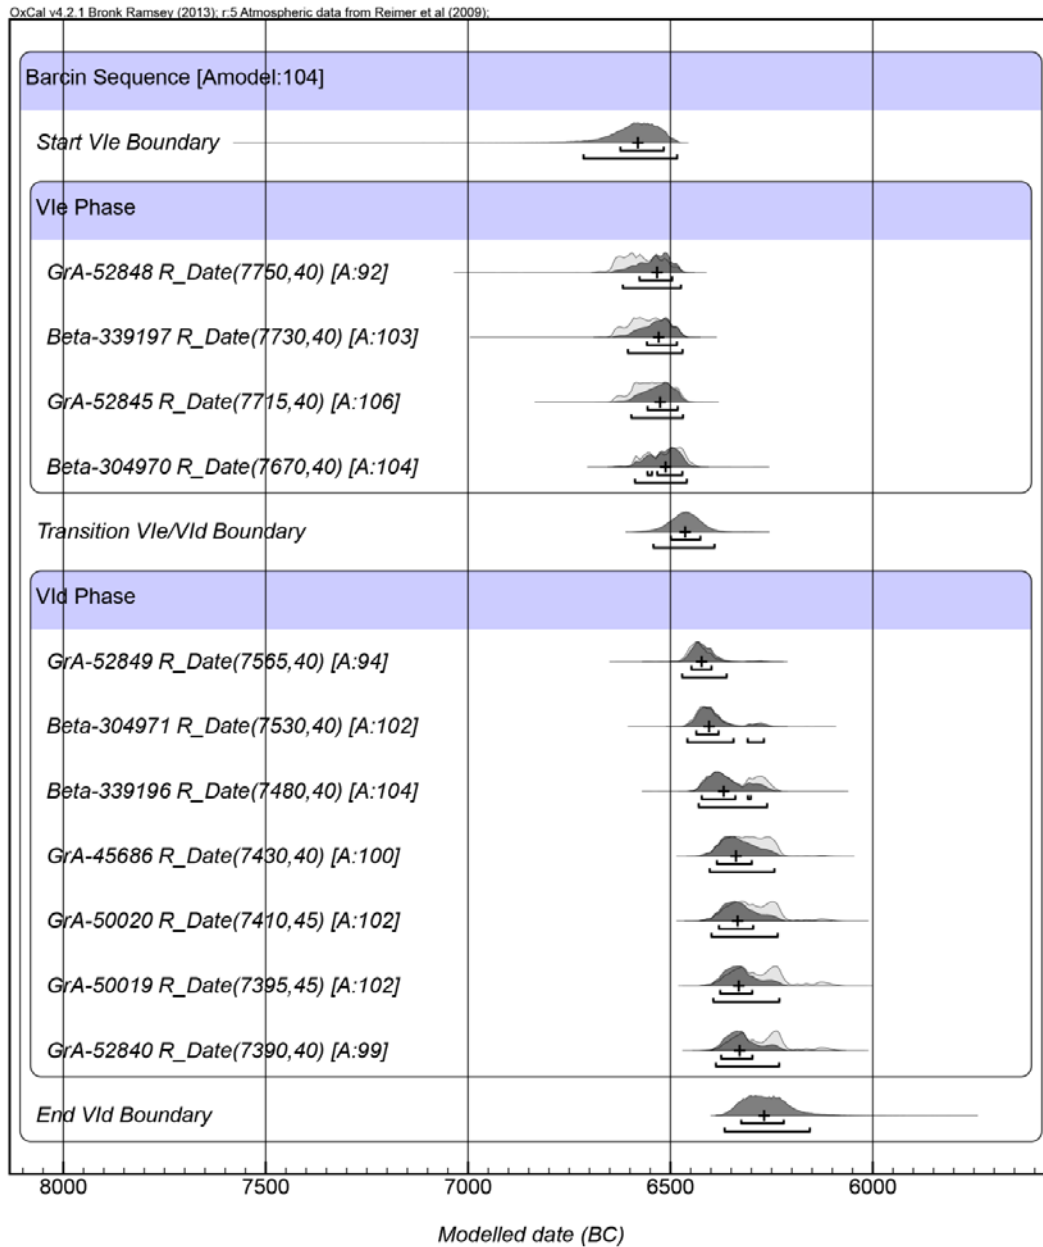 OxCal v4.2.1 Bronk Ramsey (2013); r:5 Atmospheric data from Reimer et al (2009);
Barcin Sequence [Amodel:104]
Start VIe Boundary
VIe Phase
GrA-52848 R_Date(7750,40) [A:92]
Beta-339197 R_Date(7730,40) [A:103]
GrA-52845 R_Date(7715,40) [A:106]
Beta-304970 R_Date(7670,40) [A:104]
Transition VIe/VId Boundary
VId Phase
GrA-52849 R_Date(7565,40) [A:94]
Beta-304971 R_Date(7530,40) [A:102]
Beta-339196 R_Date(7480,40) [A:104]
GrA-45686 R_Date(7430,40) [A:100]
GrA-50020 R_Date(7410,45) [A:102]
GrA-50019 R_Date(7395,45) [A:102]
GrA-52840 R_Date(7390,40) [A:99]
End VId Boundary
8000 7500 7000 6500 6000
Modelled date (BC)